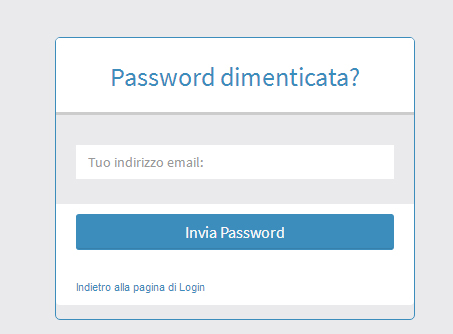 Password dimenticata?
Tuo indirizzo email:
Invia Password
Indietro alla pagina di Login